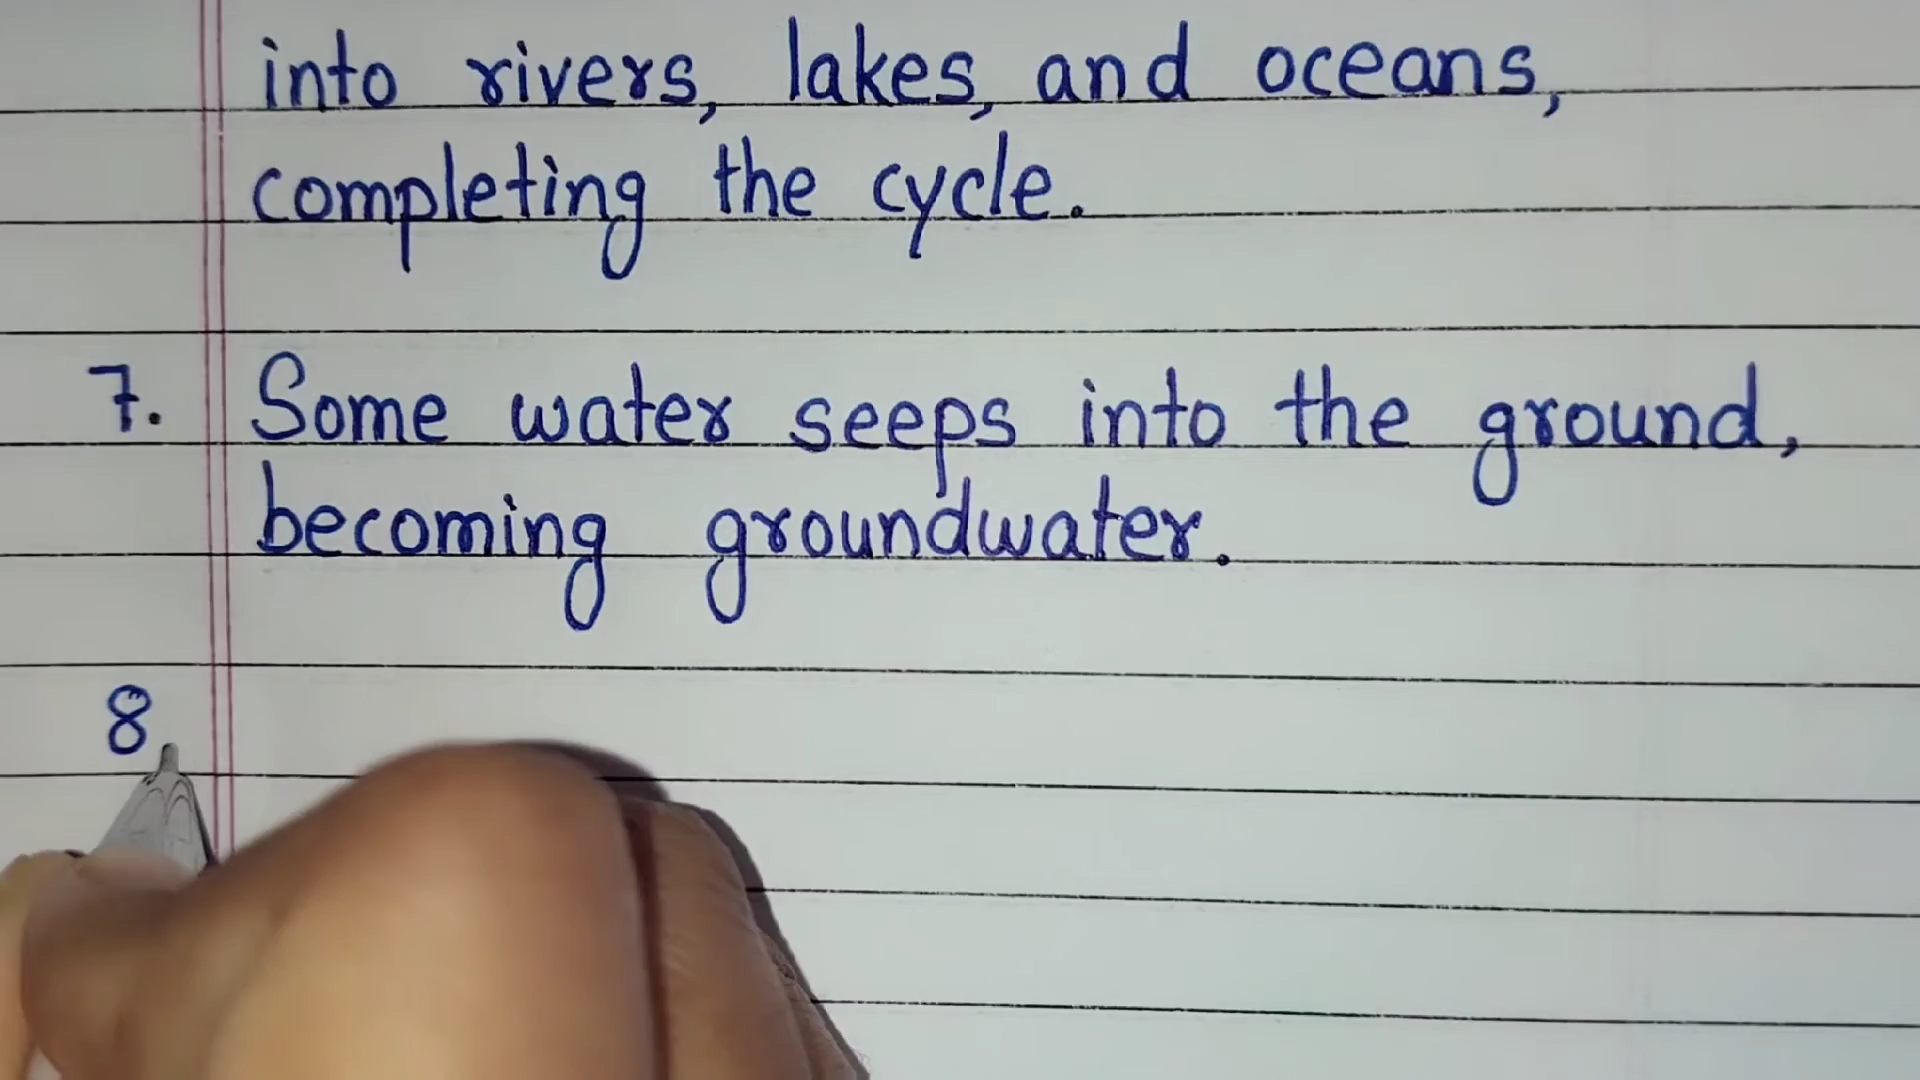 into rivers, lakes, and oceans,
completing the cycle.
7. Some water seeps into the ground,
becoming groundwater.
8.